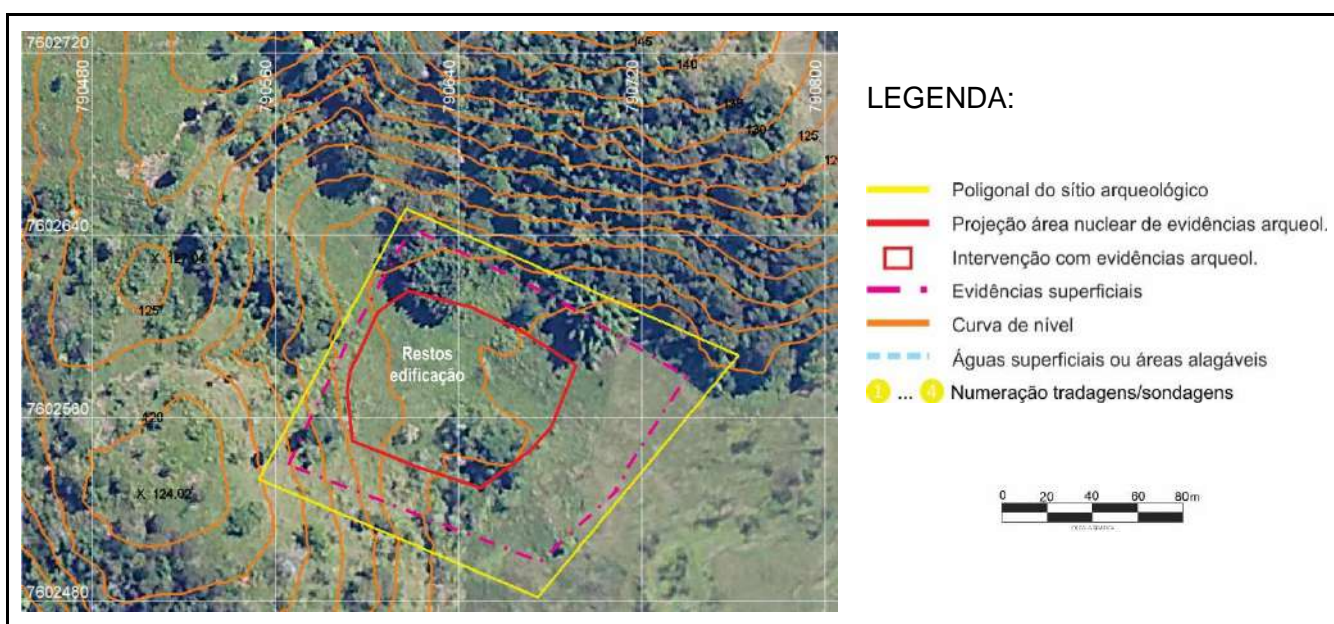 7602720
790480
790560
790640
790720
790800
145
140
135
130
125
7602640
X 127.04
125
Restos
edificação
7602560
120
X 124.02
7602480
LEGENDA:
Poligonal do sítio arqueológico
Projeção área nuclear de evidências arqueol.
Intervenção com evidências arqueol.
Evidências superficiais
Curva de nível
Águas superficiais ou áreas alagáveis
1 ... 4 Numeração tradagens/sondagens
0 20 40 60 80m